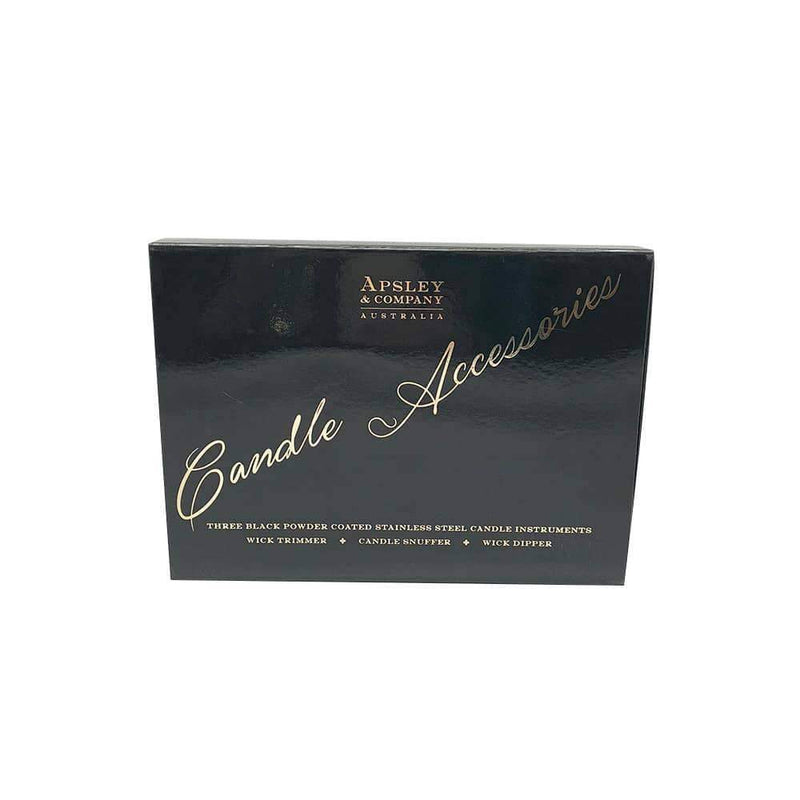 APSLEY
& COMPANY
AUSTRALIA
Candle Accessories
THREE BLACK POWDER COATED STAINLESS STEEL CANDLE INSTRUMENTS
WICK TRIMMER + CANDLE SNUFFER + WICK DIPPER